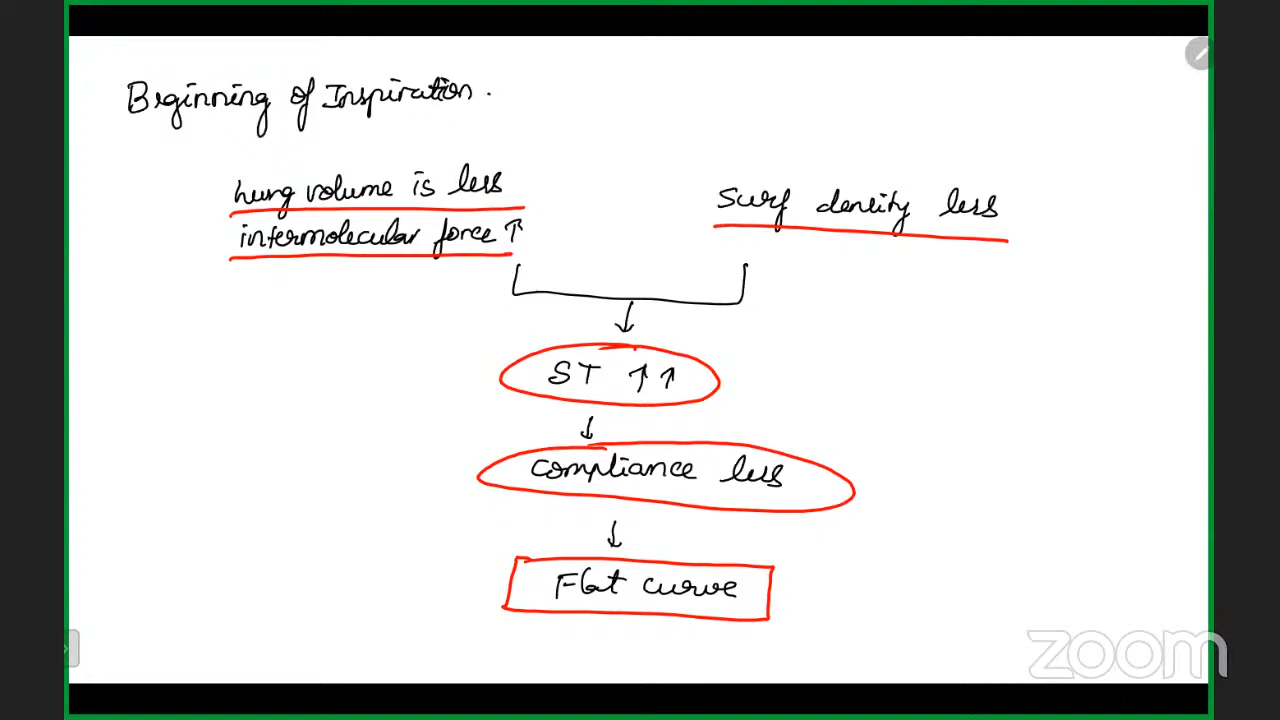 Beginning of Inspiration.
Lung volume is less
intermolecular force ↑
Surf density less
ST ↑↑
compliance less
Flat curve
zoom